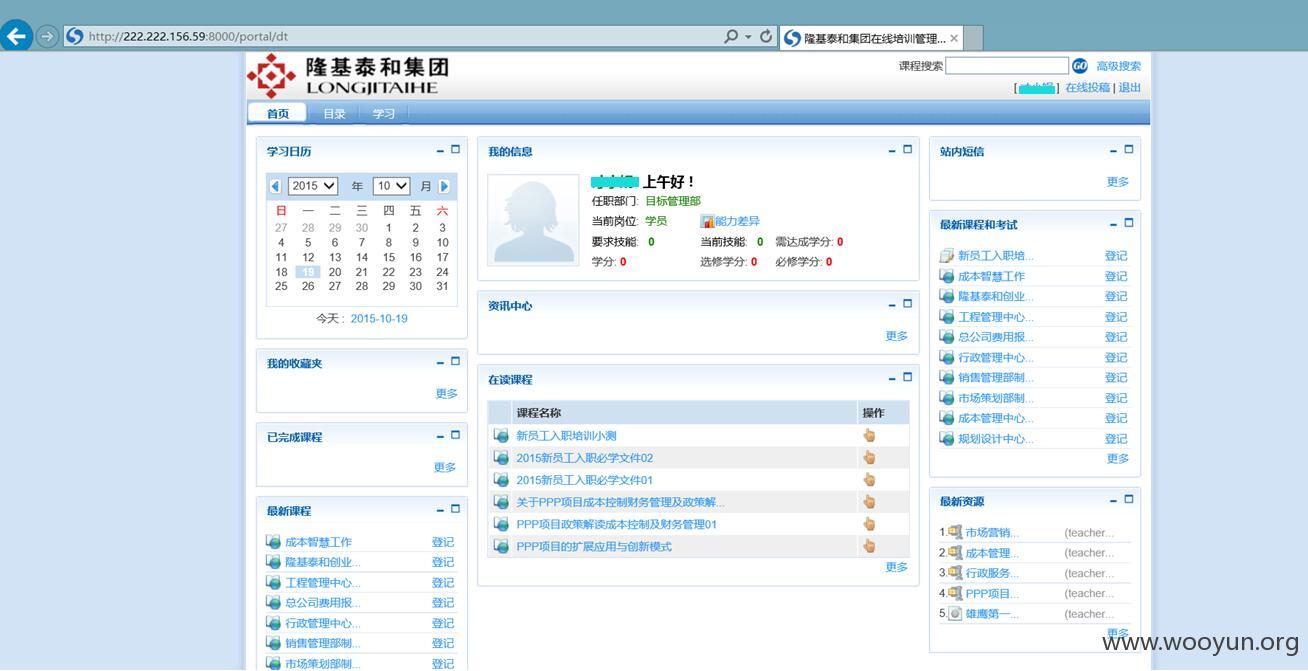 http://222.222.156.59:8000/portal/dt
隆基泰和集团在线培训管理...
隆基泰和集团
LONGJITAIHE
课程搜索 GO 高级搜索
[ ] 在线投稿 | 退出
首页 目录 学习
学习日历
2015 年 10 月
日 一 二 三 四 五 六
27 28 29 30 1 2 3
4 5 6 7 8 9 10
11 12 13 14 15 16 17
18 19 20 21 22 23 24
25 26 27 28 29 30 31
今天： 2015-10-19
我的收藏夹
更多
已完成课程
更多
最新课程
成本智慧工作 登记
隆基泰和创业... 登记
工程管理中心... 登记
总公司费用报... 登记
行政管理中心... 登记
销售管理部制... 登记
市场策划部制... 登记
我的信息
上午好！
任职部门: 目标管理部
当前岗位: 学员 能力差异
要求技能: 0 当前技能: 0 需达成学分: 0
学分: 0 选修学分: 0 必修学分: 0
资讯中心
更多
在读课程
课程名称 操作
新员工入职培训小测
2015新员工入职必学文件02
2015新员工入职必学文件01
关于PPP项目成本控制财务管理及政策解...
PPP项目政策解读成本控制及财务管理01
PPP项目的扩展应用与创新模式
更多
站内短信
更多
最新课程和考试
新员工入职培... 登记
成本智慧工作 登记
隆基泰和创业... 登记
工程管理中心... 登记
总公司费用报... 登记
行政管理中心... 登记
销售管理部制... 登记
市场策划部制... 登记
成本管理中心... 登记
规划设计中心... 登记
更多
最新资源
1. 市场营销... (teacher...
2. 成本管理... (teacher...
3. 行政服务... (teacher...
4. PPP项目... (teacher...
5. 雄鹰第一... (teacher...
更多
www.wooyun.org